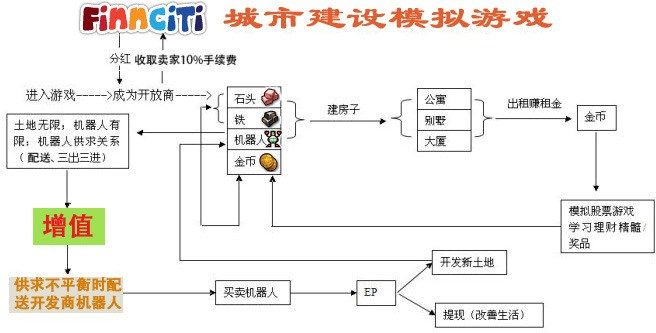 FinnCiTi 城市建设模拟游戏
分红 收取卖家10%手续费
进入游戏----->成为开放商----->
石头
铁
机器人
金币
建房子
公寓
别墅
大厦
出租赚租金
金币
土地无限；机器人有
限；机器人供求关系
（配送、三出三进）
增值
模拟股票游戏
学习理财精髓/
奖品
供求不平衡时配
送开发商机器人
买卖机器人
EP
开发新土地
提现（改善生活）